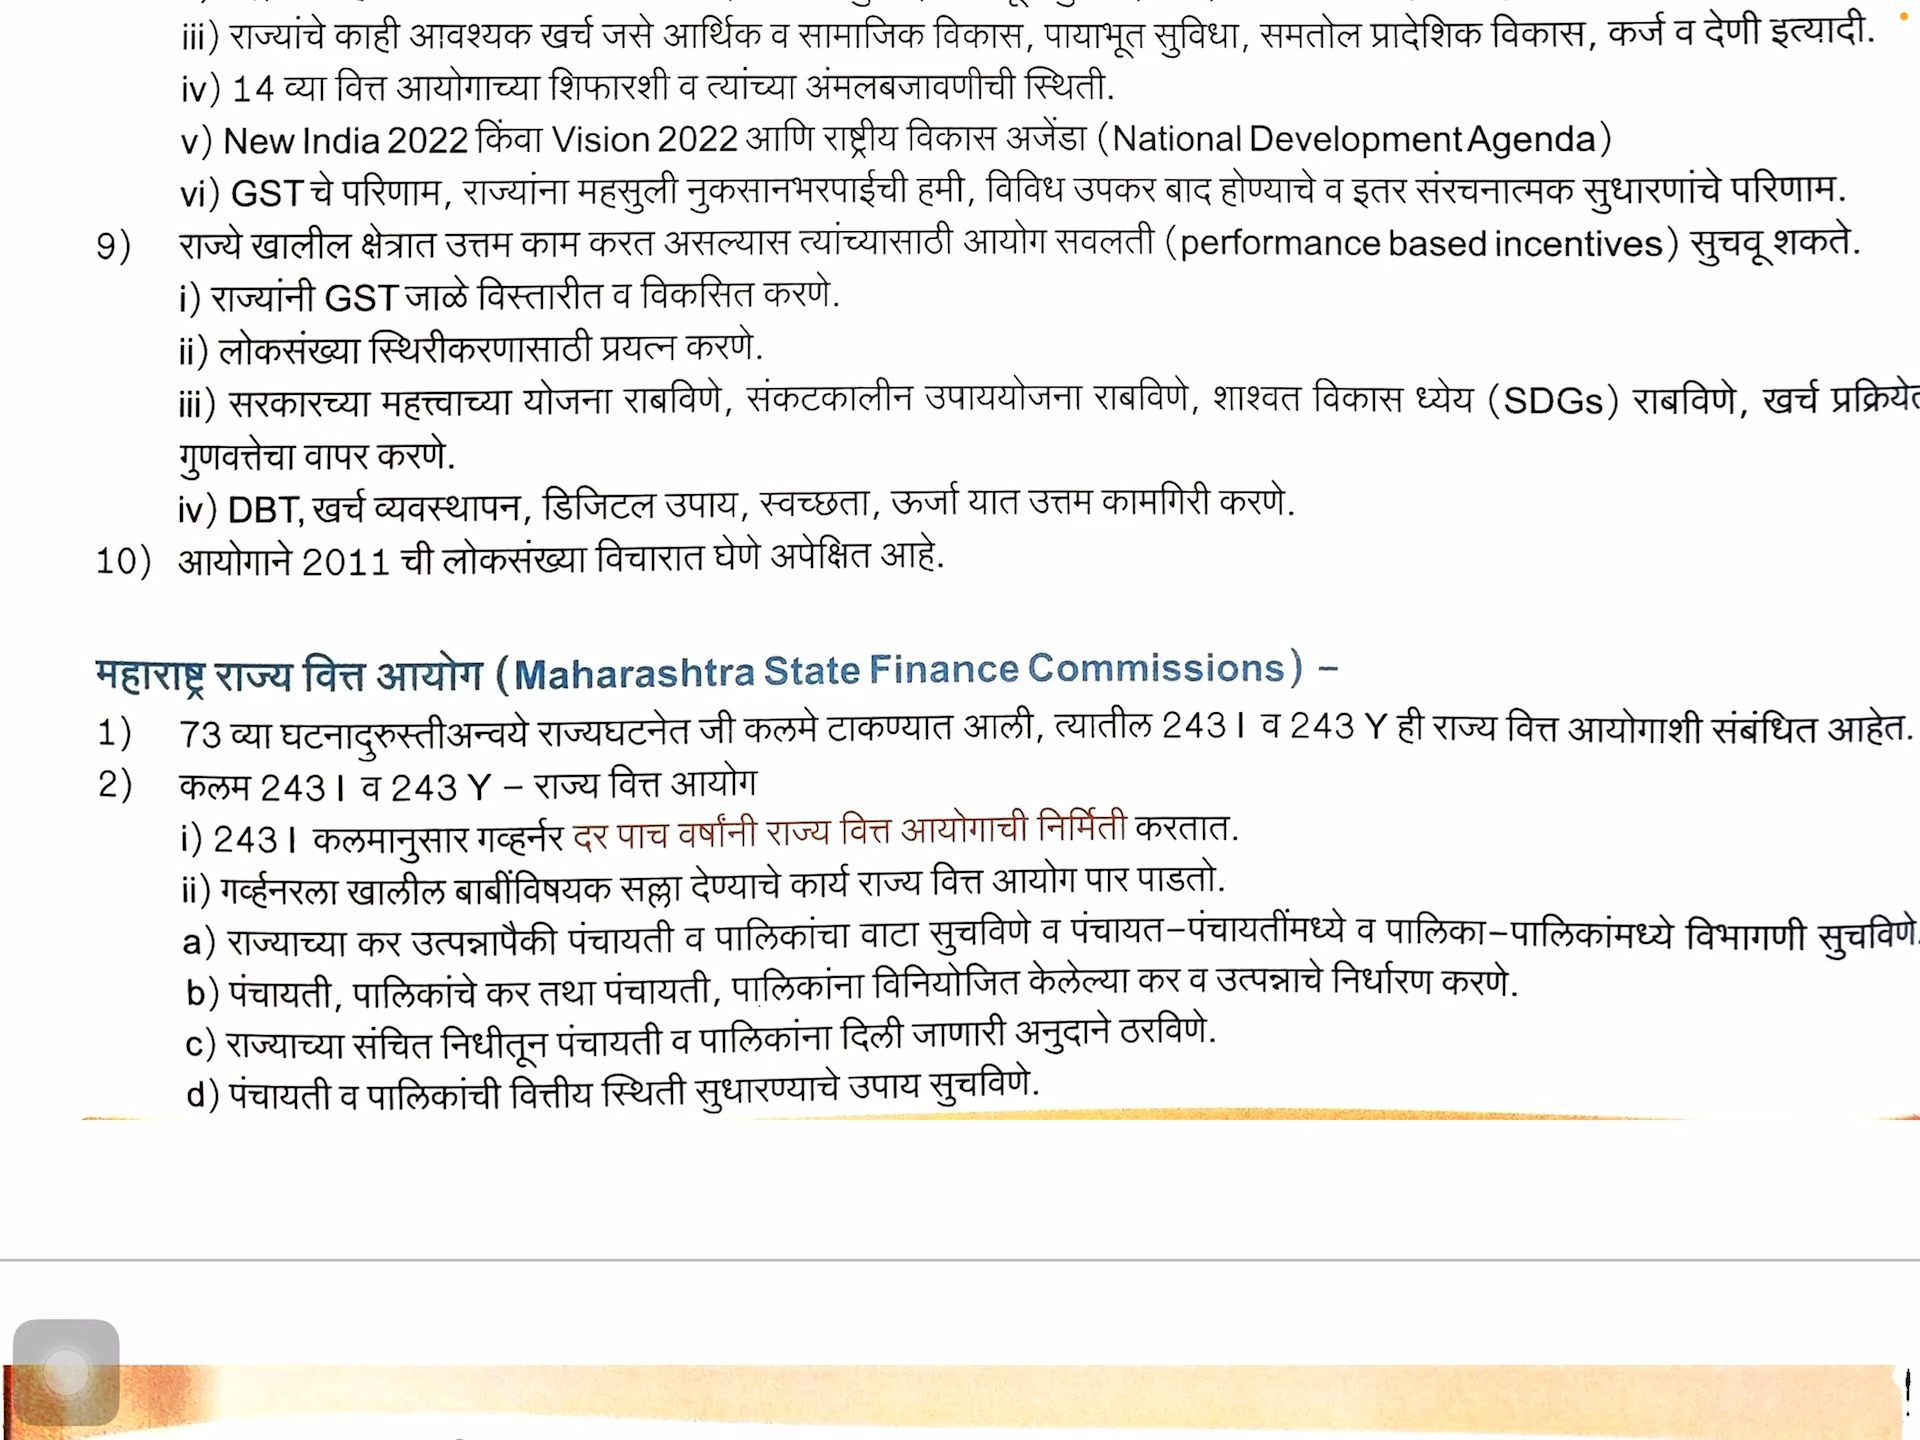 iii) राज्यांचे काही आवश्यक खर्च जसे आर्थिक व सामाजिक विकास, पायाभूत सुविधा, समतोल प्रादेशिक विकास, कर्ज व देणी इत्यादी.
iv) 14 व्या वित्त आयोगाच्या शिफारशी व त्यांच्या अंमलबजावणीची स्थिती.
v) New India 2022 किंवा Vision 2022 आणि राष्ट्रीय विकास अजेंडा (National Development Agenda)
vi) GST चे परिणाम, राज्यांना महसुली नुकसानभरपाईची हमी, विविध उपकर बाद होण्याचे व इतर संरचनात्मक सुधारणांचे परिणाम.
9) राज्ये खालील क्षेत्रात उत्तम काम करत असल्यास त्यांच्यासाठी आयोग सवलती (performance based incentives) सुचवू शकते.
i) राज्यांनी GST जाळे विस्तारीत व विकसित करणे.
ii) लोकसंख्या स्थिरीकरणासाठी प्रयत्न करणे.
iii) सरकारच्या महत्त्वाच्या योजना राबविणे, संकटकालीन उपाययोजना राबविणे, शाश्वत विकास ध्येय (SDGs) राबविणे, खर्च प्रक्रियेत
गुणवत्तेचा वापर करणे.
iv) DBT, खर्च व्यवस्थापन, डिजिटल उपाय, स्वच्छता, ऊर्जा यात उत्तम कामगिरी करणे.
10) आयोगाने 2011 ची लोकसंख्या विचारात घेणे अपेक्षित आहे.
महाराष्ट्र राज्य वित्त आयोग (Maharashtra State Finance Commissions) –
1) 73 व्या घटनादुरुस्तीअन्वये राज्यघटनेत जी कलमे टाकण्यात आली, त्यातील 243 I व 243 Y ही राज्य वित्त आयोगाशी संबंधित आहेत.
2) कलम 243 I व 243 Y – राज्य वित्त आयोग
i) 243 I कलमानुसार गव्हर्नर दर पाच वर्षांनी राज्य वित्त आयोगाची निर्मिती करतात.
ii) गर्व्हनरला खालील बाबींविषयक सल्ला देण्याचे कार्य राज्य वित्त आयोग पार पाडतो.
a) राज्याच्या कर उत्पन्नापैकी पंचायती व पालिकांचा वाटा सुचविणे व पंचायत–पंचायतींमध्ये व पालिका–पालिकांमध्ये विभागणी सुचविणे.
b) पंचायती, पालिकांचे कर तथा पंचायती, पालिकांना विनियोजित केलेल्या कर व उत्पन्नाचे निर्धारण करणे.
c) राज्याच्या संचित निधीतून पंचायती व पालिकांना दिली जाणारी अनुदाने ठरविणे.
d) पंचायती व पालिकांची वित्तीय स्थिती सुधारण्याचे उपाय सुचविणे.